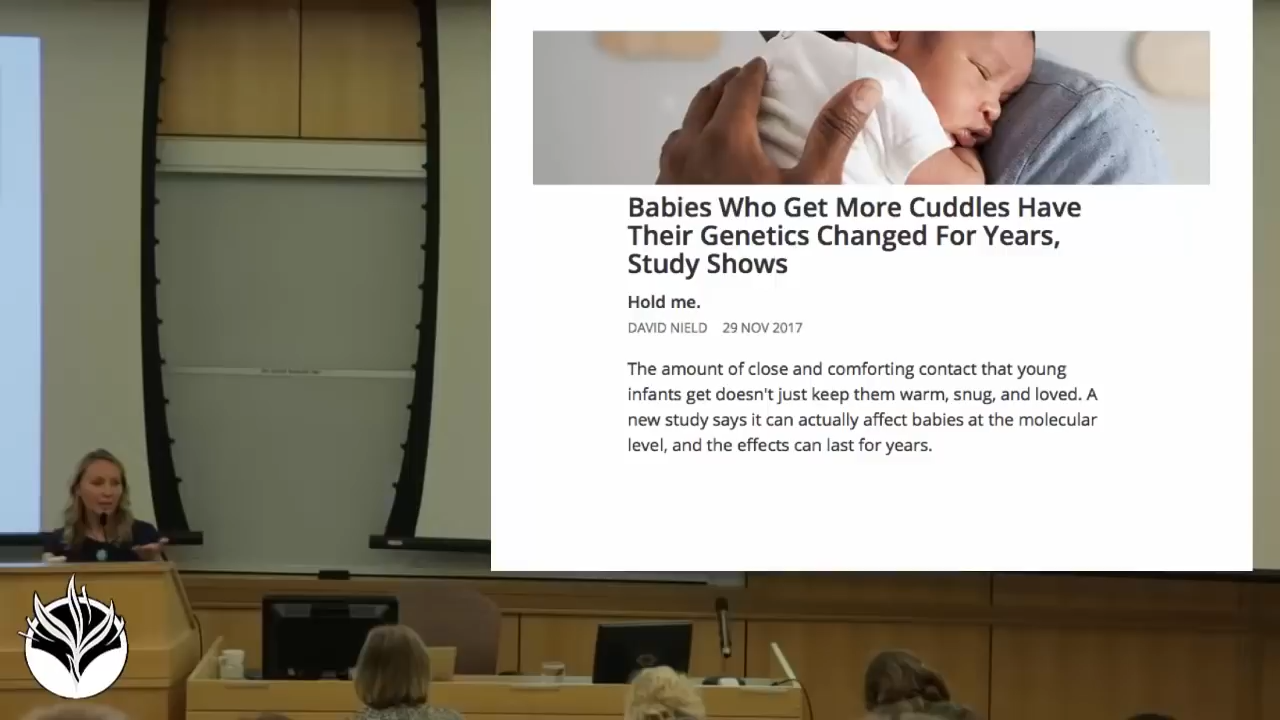 Babies Who Get More Cuddles Have
Their Genetics Changed For Years,
Study Shows
Hold me.
DAVID NIELD 29 NOV 2017
The amount of close and comforting contact that young
infants get doesn't just keep them warm, snug, and loved. A
new study says it can actually affect babies at the molecular
level, and the effects can last for years.